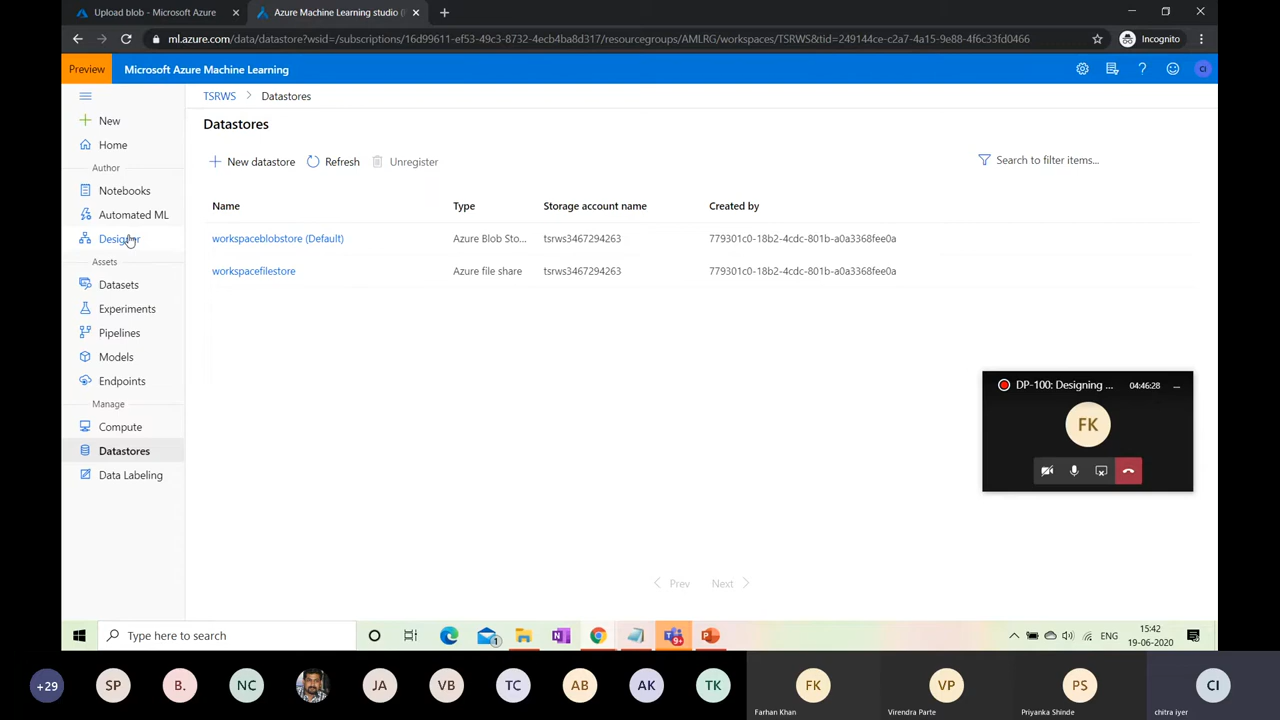 Upload blob - Microsoft Azure
Azure Machine Learning studio (
ml.azure.com/data/datastore?wsid=/subscriptions/16d99611-ef53-49c3-8732-4ecb4ba8d317/resourcegroups/AMLRG/workspaces/TSRWS&tid=249144ce-c2a7-4a15-9e88-4f6c33fd0466
Incognito
Preview
Microsoft Azure Machine Learning
CI
New
Home
Author
Notebooks
Automated ML
Designer
Assets
Datasets
Experiments
Pipelines
Models
Endpoints
Manage
Compute
Datastores
Data Labeling
TSRWS > Datastores
Datastores
New datastore Refresh Unregister
Search to filter items...
Name Type Storage account name Created by
workspaceblobstore (Default) Azure Blob Sto... tsrws3467294263 779301c0-18b2-4cdc-801b-a0a3368fee0a
workspacefilestore Azure file share tsrws3467294263 779301c0-18b2-4cdc-801b-a0a3368fee0a
DP-100: Designing ... 04:46:28 ...
FK
Prev Next
Type here to search
1
9+
ENG
15:42
19-06-2020
+29 SP B. NC JA VB TC AB AK TK FK VP PS CI
Farhan Khan Virendra Parte Priyanka Shinde chitra iyer